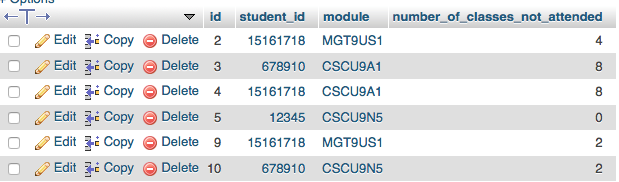 + Options
id student_id module number_of_classes_not_attended
Edit Copy Delete 2 15161718 MGT9US1 4
Edit Copy Delete 3 678910 CSCU9A1 8
Edit Copy Delete 4 15161718 CSCU9A1 8
Edit Copy Delete 5 12345 CSCU9N5 0
Edit Copy Delete 9 15161718 MGT9US1 2
Edit Copy Delete 10 678910 CSCU9N5 2